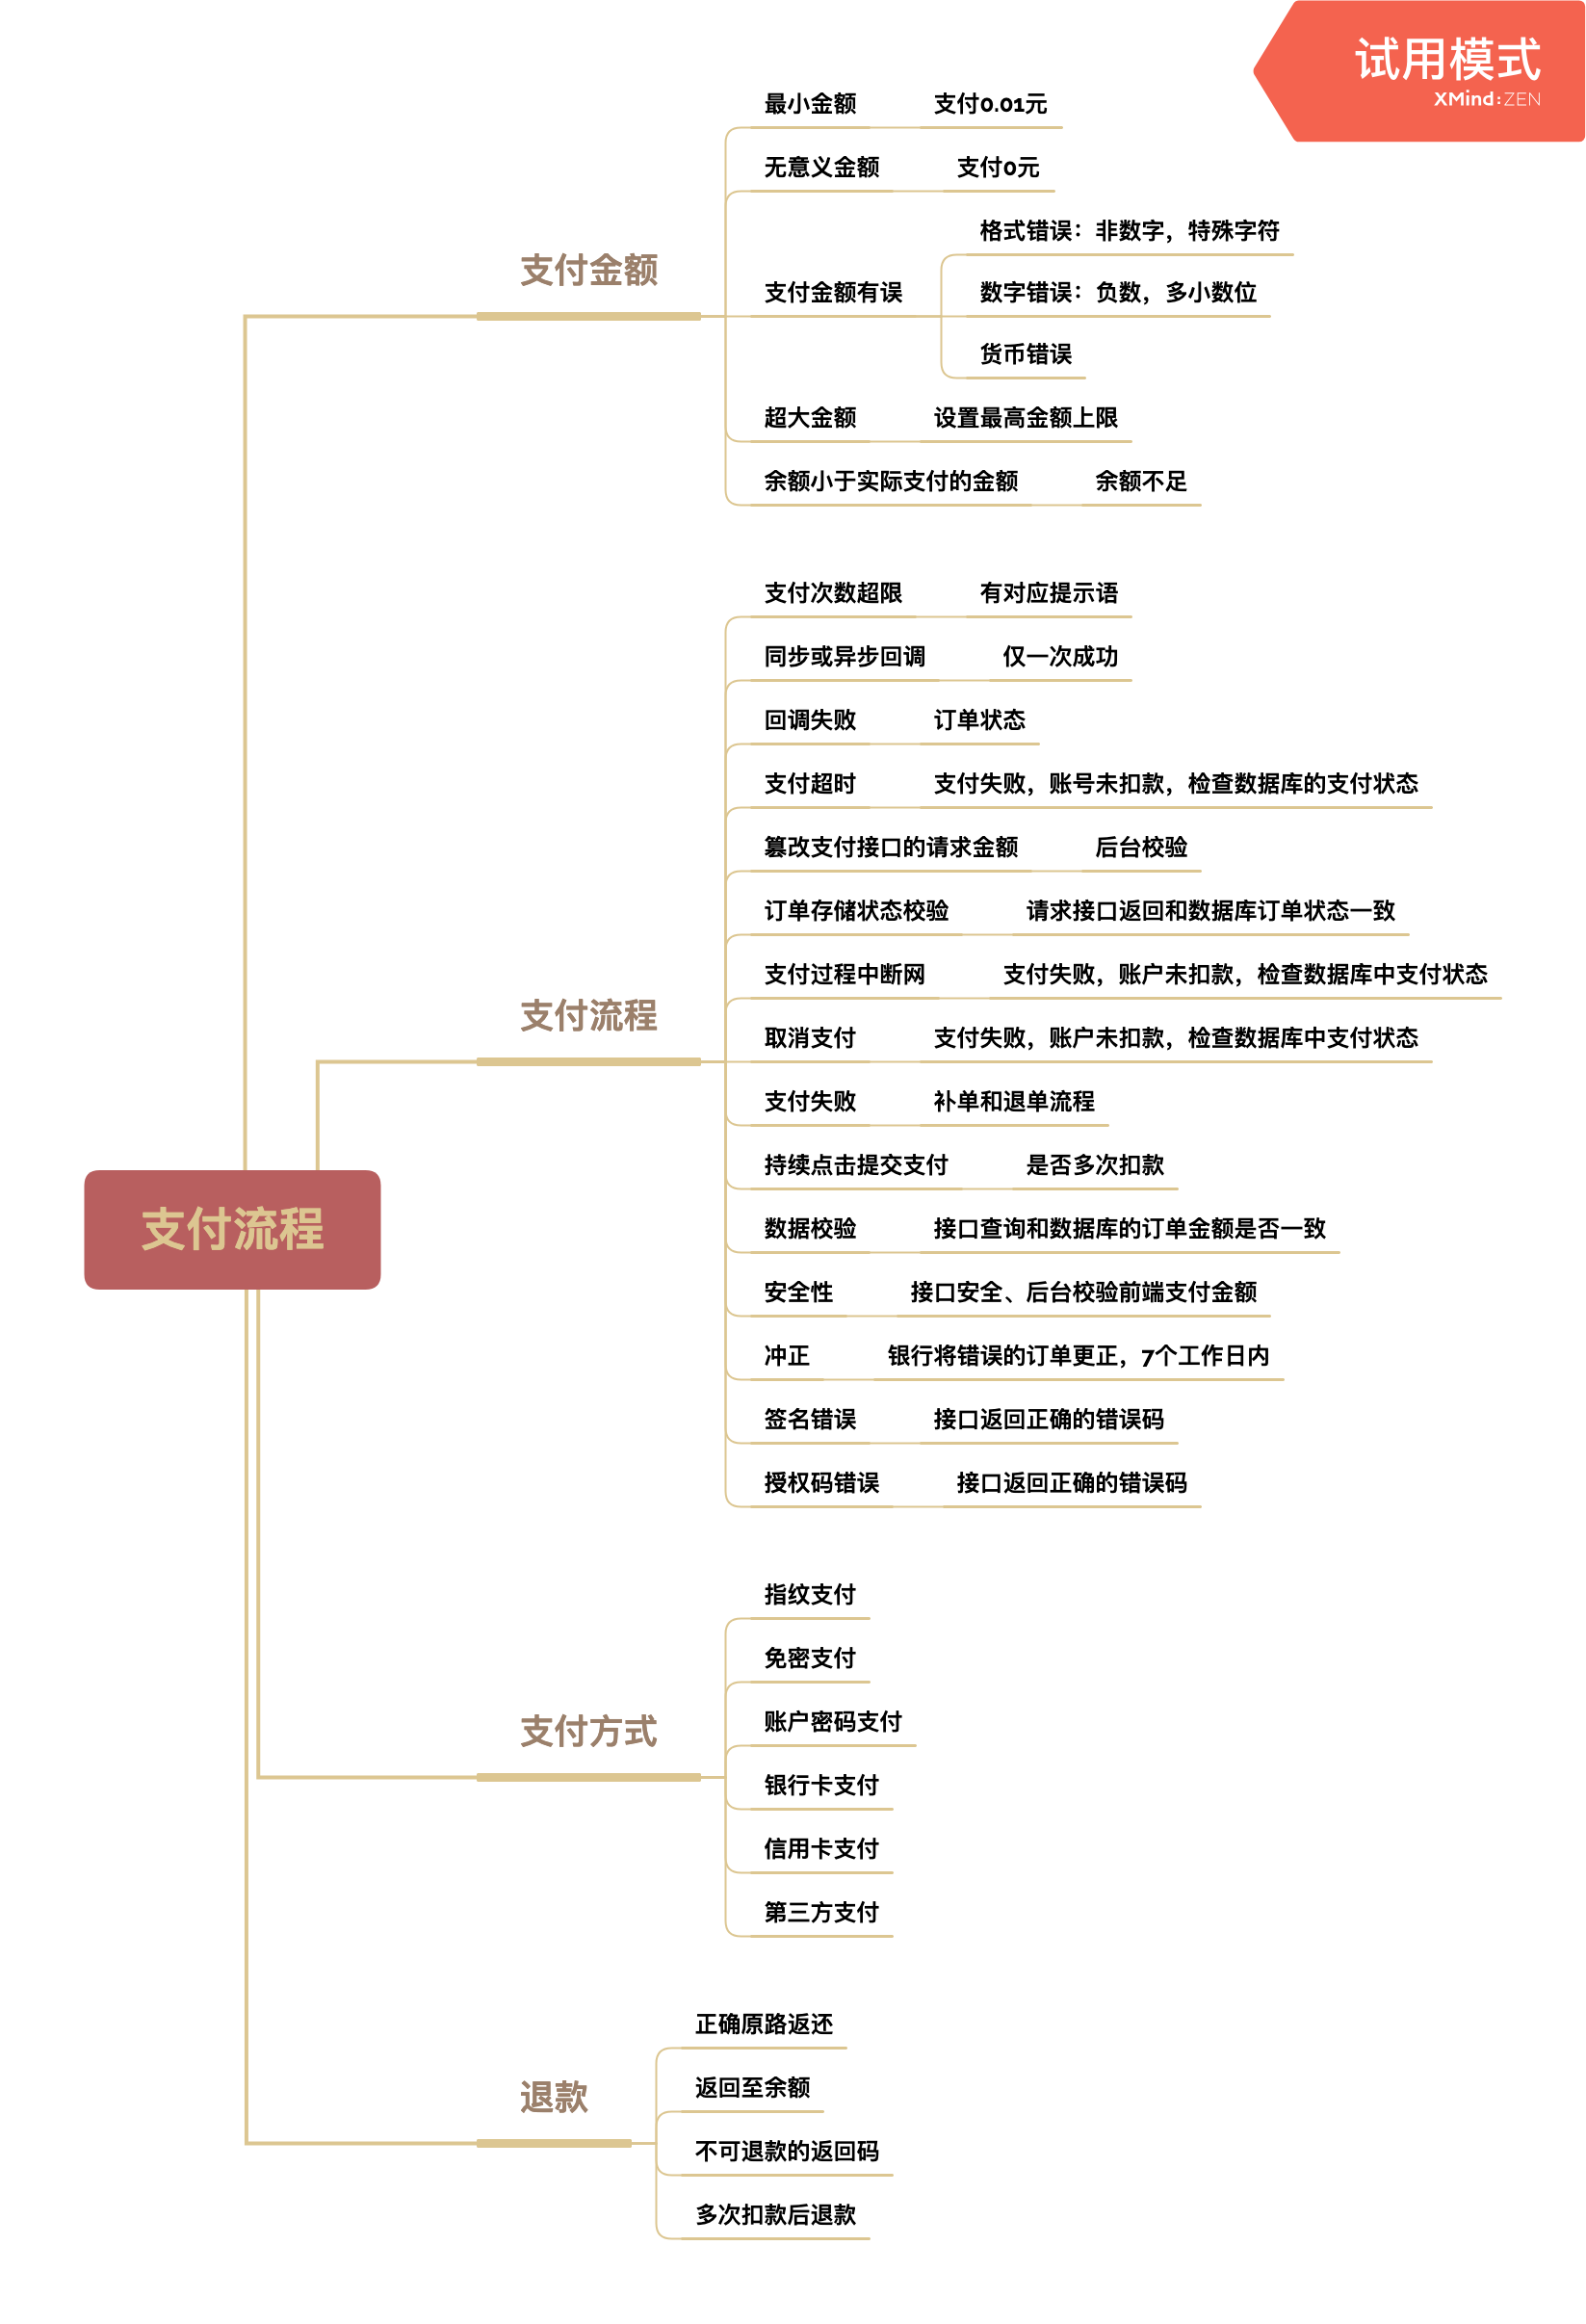 试用模式
XMind:ZEN
支付流程
支付金额
最小金额
支付0.01元
无意义金额
支付0元
支付金额有误
格式错误：非数字，特殊字符
数字错误：负数，多小数位
货币错误
超大金额
设置最高金额上限
余额小于实际支付的金额
余额不足
支付流程
支付次数超限
有对应提示语
同步或异步回调
仅一次成功
回调失败
订单状态
支付超时
支付失败，账号未扣款，检查数据库的支付状态
篡改支付接口的请求金额
后台校验
订单存储状态校验
请求接口返回和数据库订单状态一致
支付过程中断网
支付失败，账户未扣款，检查数据库中支付状态
取消支付
支付失败，账户未扣款，检查数据库中支付状态
支付失败
补单和退单流程
持续点击提交支付
是否多次扣款
数据校验
接口查询和数据库的订单金额是否一致
安全性
接口安全、后台校验前端支付金额
冲正
银行将错误的订单更正，7个工作日内
签名错误
接口返回正确的错误码
授权码错误
接口返回正确的错误码
支付方式
指纹支付
免密支付
账户密码支付
银行卡支付
信用卡支付
第三方支付
退款
正确原路返还
返回至余额
不可退款的返回码
多次扣款后退款